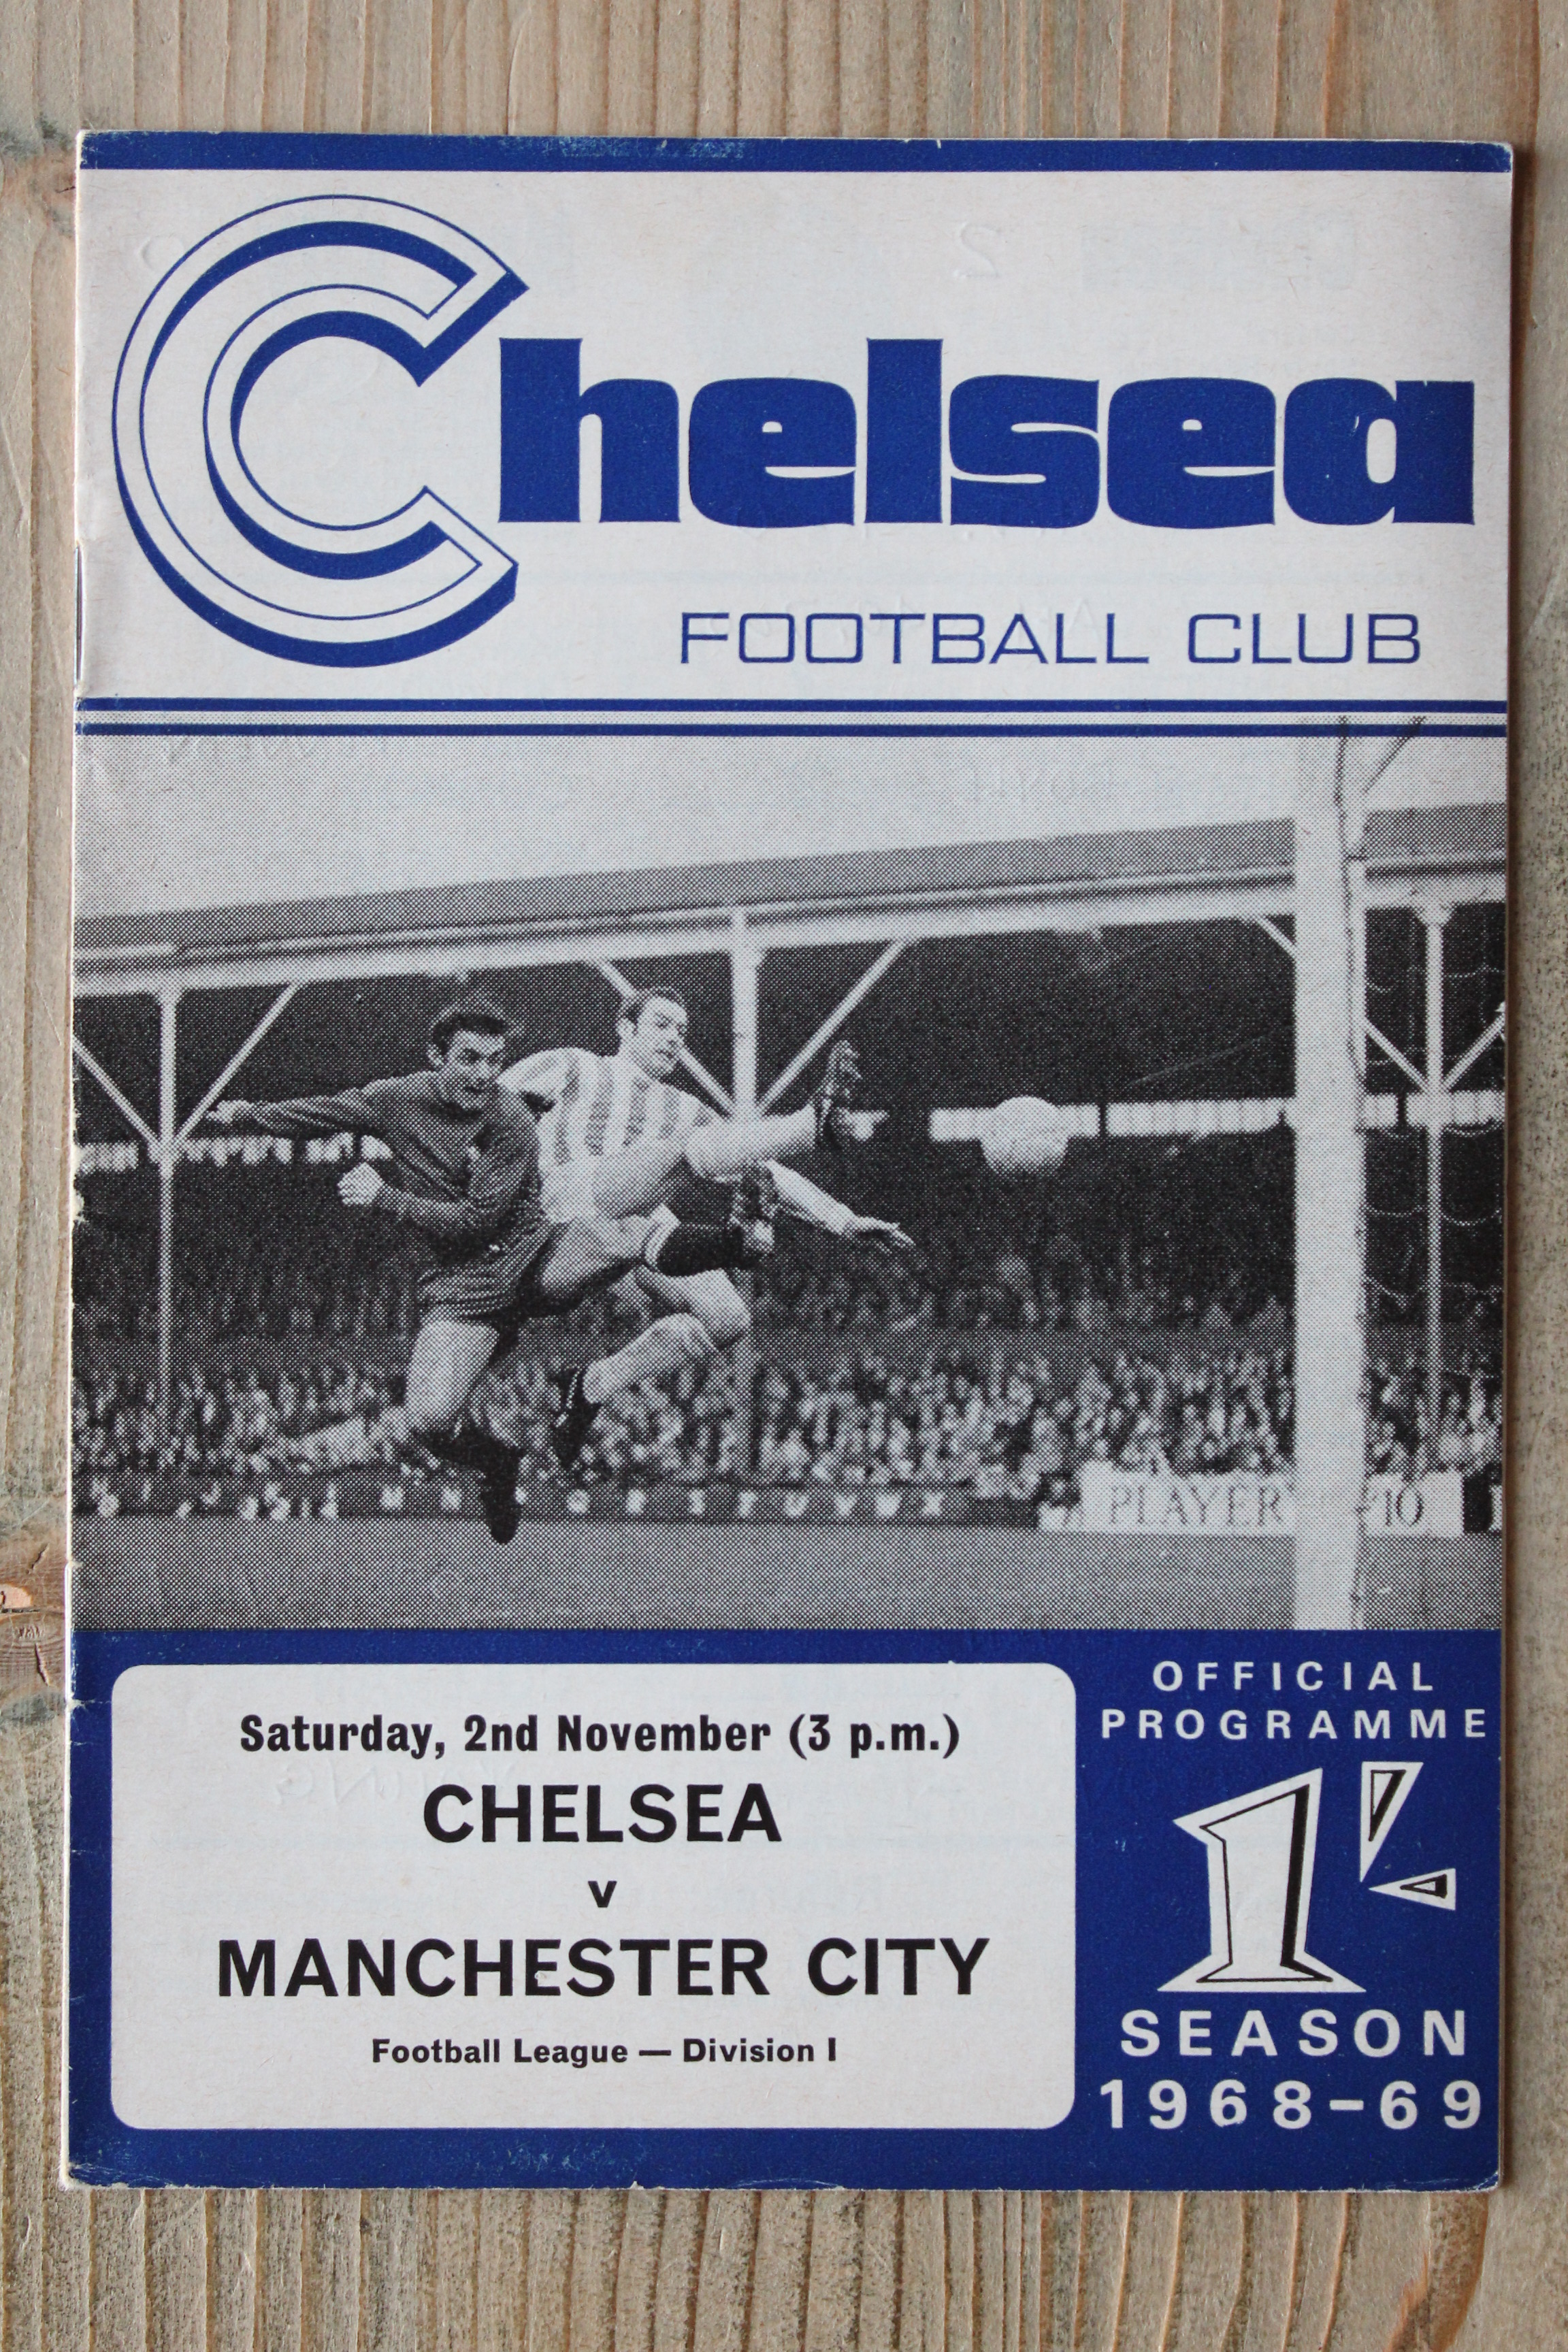 Chelsea
FOOTBALL CLUB
PLAYER
10
Saturday, 2nd November (3 p.m.)
CHELSEA
v
MANCHESTER CITY
Football League — Division I
OFFICIAL
PROGRAMME
1/-
SEASON
1968-69